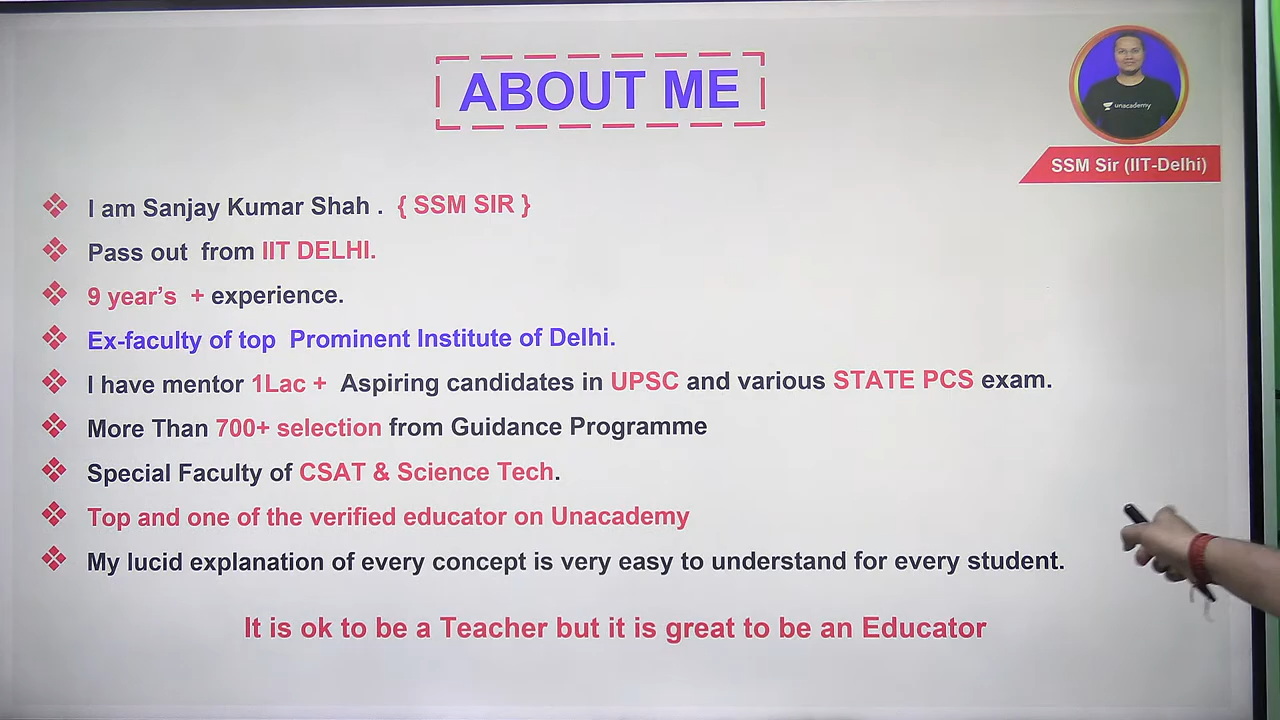 ABOUT ME
unacademy
SSM Sir (IIT-Delhi)
I am Sanjay Kumar Shah . { SSM SIR }
Pass out from IIT DELHI.
9 year’s + experience.
Ex-faculty of top Prominent Institute of Delhi.
I have mentor 1Lac + Aspiring candidates in UPSC and various STATE PCS exam.
More Than 700+ selection from Guidance Programme
Special Faculty of CSAT & Science Tech.
Top and one of the verified educator on Unacademy
My lucid explanation of every concept is very easy to understand for every student.
It is ok to be a Teacher but it is great to be an Educator